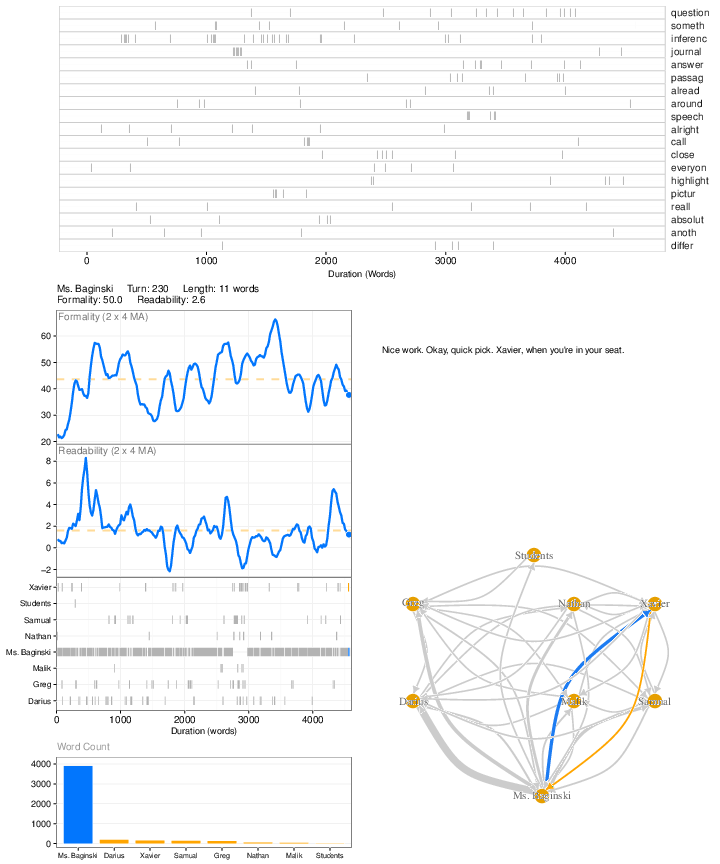 question
someth
inferenc
journal
answer
passag
alread
around
speech
alright
call
close
everyon
highlight
pictur
reall
absolut
anoth
differ
0 1000 2000 3000 4000
Duration (Words)
Ms. Baginski Turn: 230 Length: 11 words
Formality: 50.0 Readability: 2.6
Formality (2 x 4 MA)
60
50
40
30
20
Nice work. Okay, quick pick. Xavier, when you're in your seat.
Readability (2 x 4 MA)
8
6
4
2
0
−2
Xavier
Students
Samual
Nathan
Ms. Baginski
Malik
Greg
Darius
0 1000 2000 3000 4000
Duration (words)
Students
Greg Nathan Xavier
Darius Malik Samual
Ms. Baginski
Word Count
4000
3000
2000
1000
0
Ms. Baginski Darius Xavier Samual Greg Nathan Malik Students